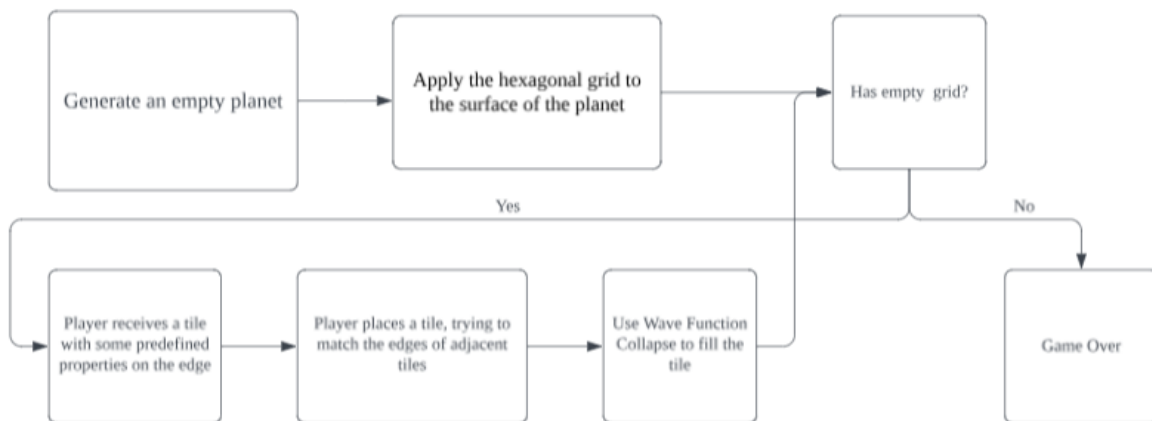 Generate an empty planet
Apply the hexagonal grid to
the surface of the planet
Has empty grid?
Yes
No
Player receives a tile
with some predefined
properties on the edge
Player places a tile, trying to
match the edges of adjacent
tiles
Use Wave Function
Collapse to fill the
tile
Game Over